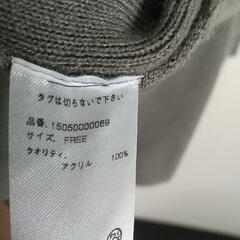 タグは切らないで下さい
品番. 15050000069
サイズ. FREE
クオリティ.
アクリル 100%